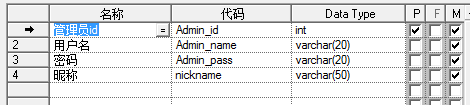 名称 代码 Data Type P F M
管理员id = Admin_id int
2 用户名 Admin_name varchar(20)
3 密码 Admin_pass varchar(20)
4 昵称 nickname varchar(50)